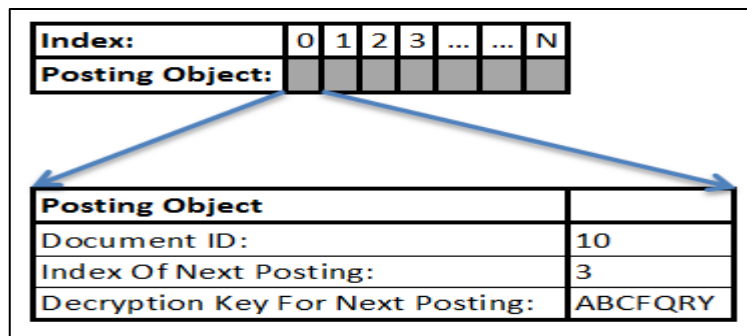 Index: 0 1 2 3 ... ... N
Posting Object:
Posting Object
Document ID: 10
Index Of Next Posting: 3
Decryption Key For Next Posting: ABCFQRY